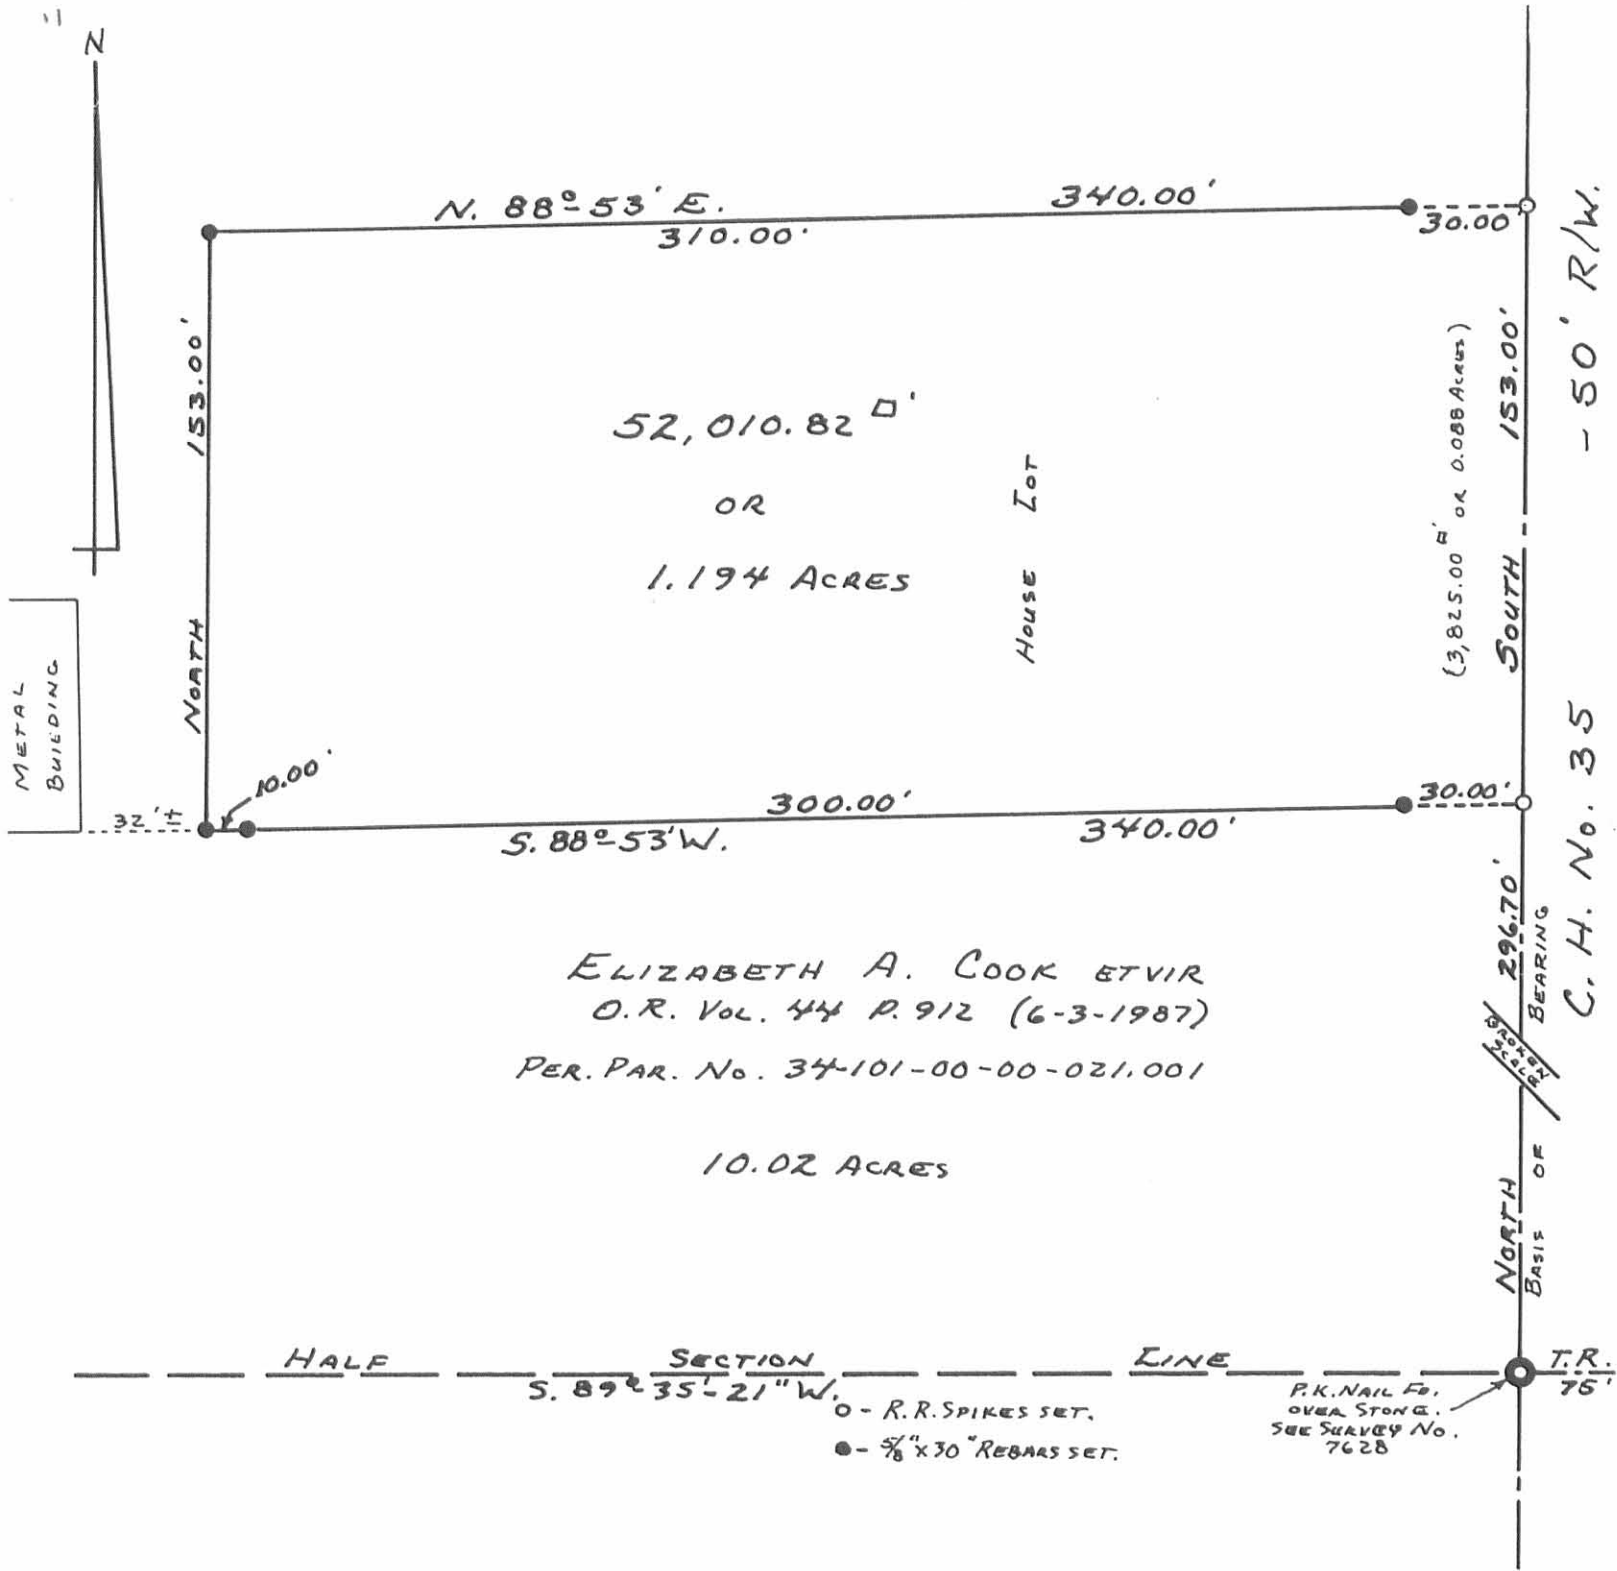 N
N. 88°-53' E.
340.00'
310.00'
30.00'
153.00'
NORTH
52,010.82 □'
OR
1.194 ACRES
HOUSE LOT
(3,825.00 □' OR 0.088 ACRES)
SOUTH 153.00'
C. H. No. 35 - 50' R/W.
METAL
BUILDING
32'±
10.00'
300.00'
30.00'
S. 88°-53' W.
340.00'
ELIZABETH A. COOK ETVIR
O.R. VOL. 44 P. 912 (6-3-1987)
PER. PAR. No. 34-101-00-00-021.001
10.02 ACRES
NORTH 296.70'
BASIS OF BEARING
BROKEN
SCALE
HALF SECTION LINE
S. 89°-35'-21" W.
T.R.
75
O - R.R. SPIKES SET.
● - 5/8" x 30" REBARS SET.
P.K. NAIL FD.
OVER STONE.
SEE SURVEY No.
7628